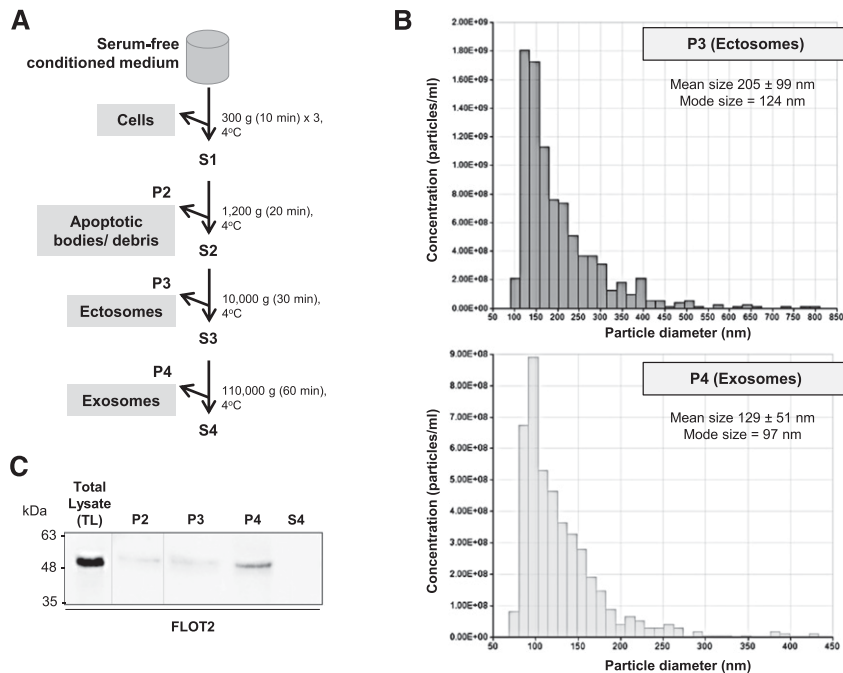 A
Serum-free
conditioned medium
Cells
300 g (10 min) x 3,
4ºC
S1
P2
Apoptotic
bodies/ debris
1,200 g (20 min),
4ºC
S2
P3
Ectosomes
10,000 g (30 min),
4ºC
S3
P4
Exosomes
110,000 g (60 min),
4ºC
S4
B
P3 (Ectosomes)
Mean size 205 ± 99 nm
Mode size = 124 nm
Concentration (particles/ml)
2.00E+09
1.80E+09
1.60E+09
1.40E+09
1.20E+09
1.00E+09
8.00E+08
6.00E+08
4.00E+08
2.00E+08
0.00E+00
50 100 150 200 250 300 350 400 450 500 550 600 650 700 750 800 850
Particle diameter (nm)
P4 (Exosomes)
Mean size 129 ± 51 nm
Mode size = 97 nm
Concentration (particles/ml)
9.00E+08
8.00E+08
7.00E+08
6.00E+08
5.00E+08
4.00E+08
3.00E+08
2.00E+08
1.00E+08
0.00E+00
50 100 150 200 250 300 350 400 450
Particle diameter (nm)
C
kDa
Total
Lysate
(TL)
P2 P3 P4 S4
63
48
35
FLOT2